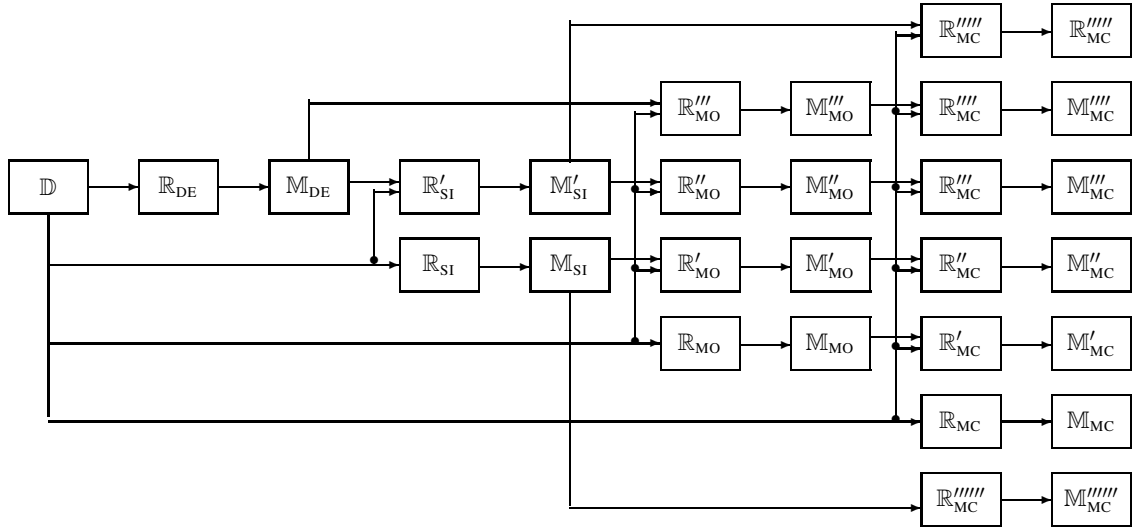 ℝ′′′′′_MC ℝ′′′′′_MC
ℝ′′′_MO 𝕄′′′_MO ℝ′′′′_MC 𝕄′′′′_MC
𝔻 ℝ_DE 𝕄_DE ℝ′_SI 𝕄′_SI ℝ′′_MO 𝕄′′_MO ℝ′′′_MC 𝕄′′′_MC
ℝ_SI 𝕄_SI ℝ′_MO 𝕄′_MO ℝ′′_MC 𝕄′′_MC
ℝ_MO 𝕄_MO ℝ′_MC 𝕄′_MC
ℝ_MC 𝕄_MC
ℝ′′′′′′_MC 𝕄′′′′′′_MC